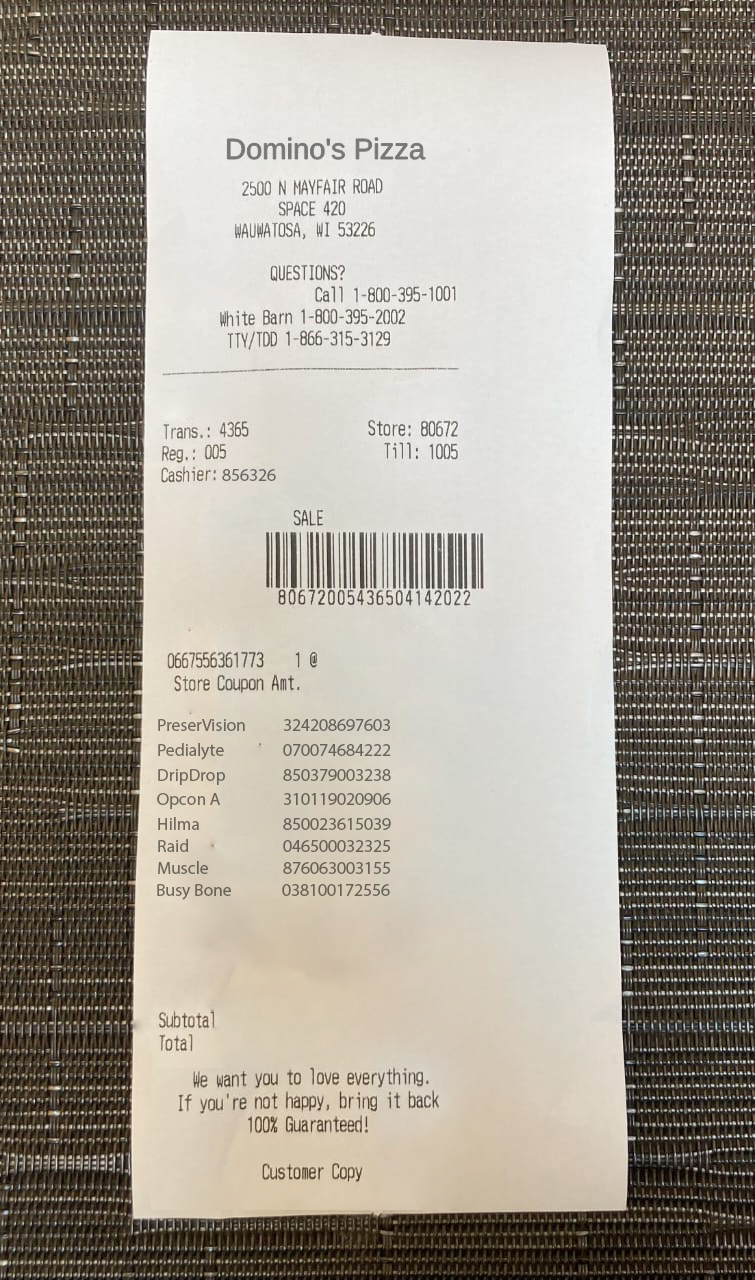 Domino's Pizza
2500 N MAYFAIR ROAD
SPACE 420
WAUWATOSA, WI 53226
QUESTIONS?
Call 1-800-395-1001
White Barn 1-800-395-2002
TTY/TDD 1-866-315-3129
Trans.: 4365 Store: 80672
Reg.: 005 Till: 1005
Cashier: 856326
SALE
80672005436504142022
0667556361773 1 @
Store Coupon Amt.
PreserVision 324208697603
Pedialyte 070074684222
DripDrop 850379003238
Opcon A 310119020906
Hilma 850023615039
Raid 046500032325
Muscle 876063003155
Busy Bone 038100172556
Subtotal
Total
We want you to love everything.
If you're not happy, bring it back
100% Guaranteed!
Customer Copy